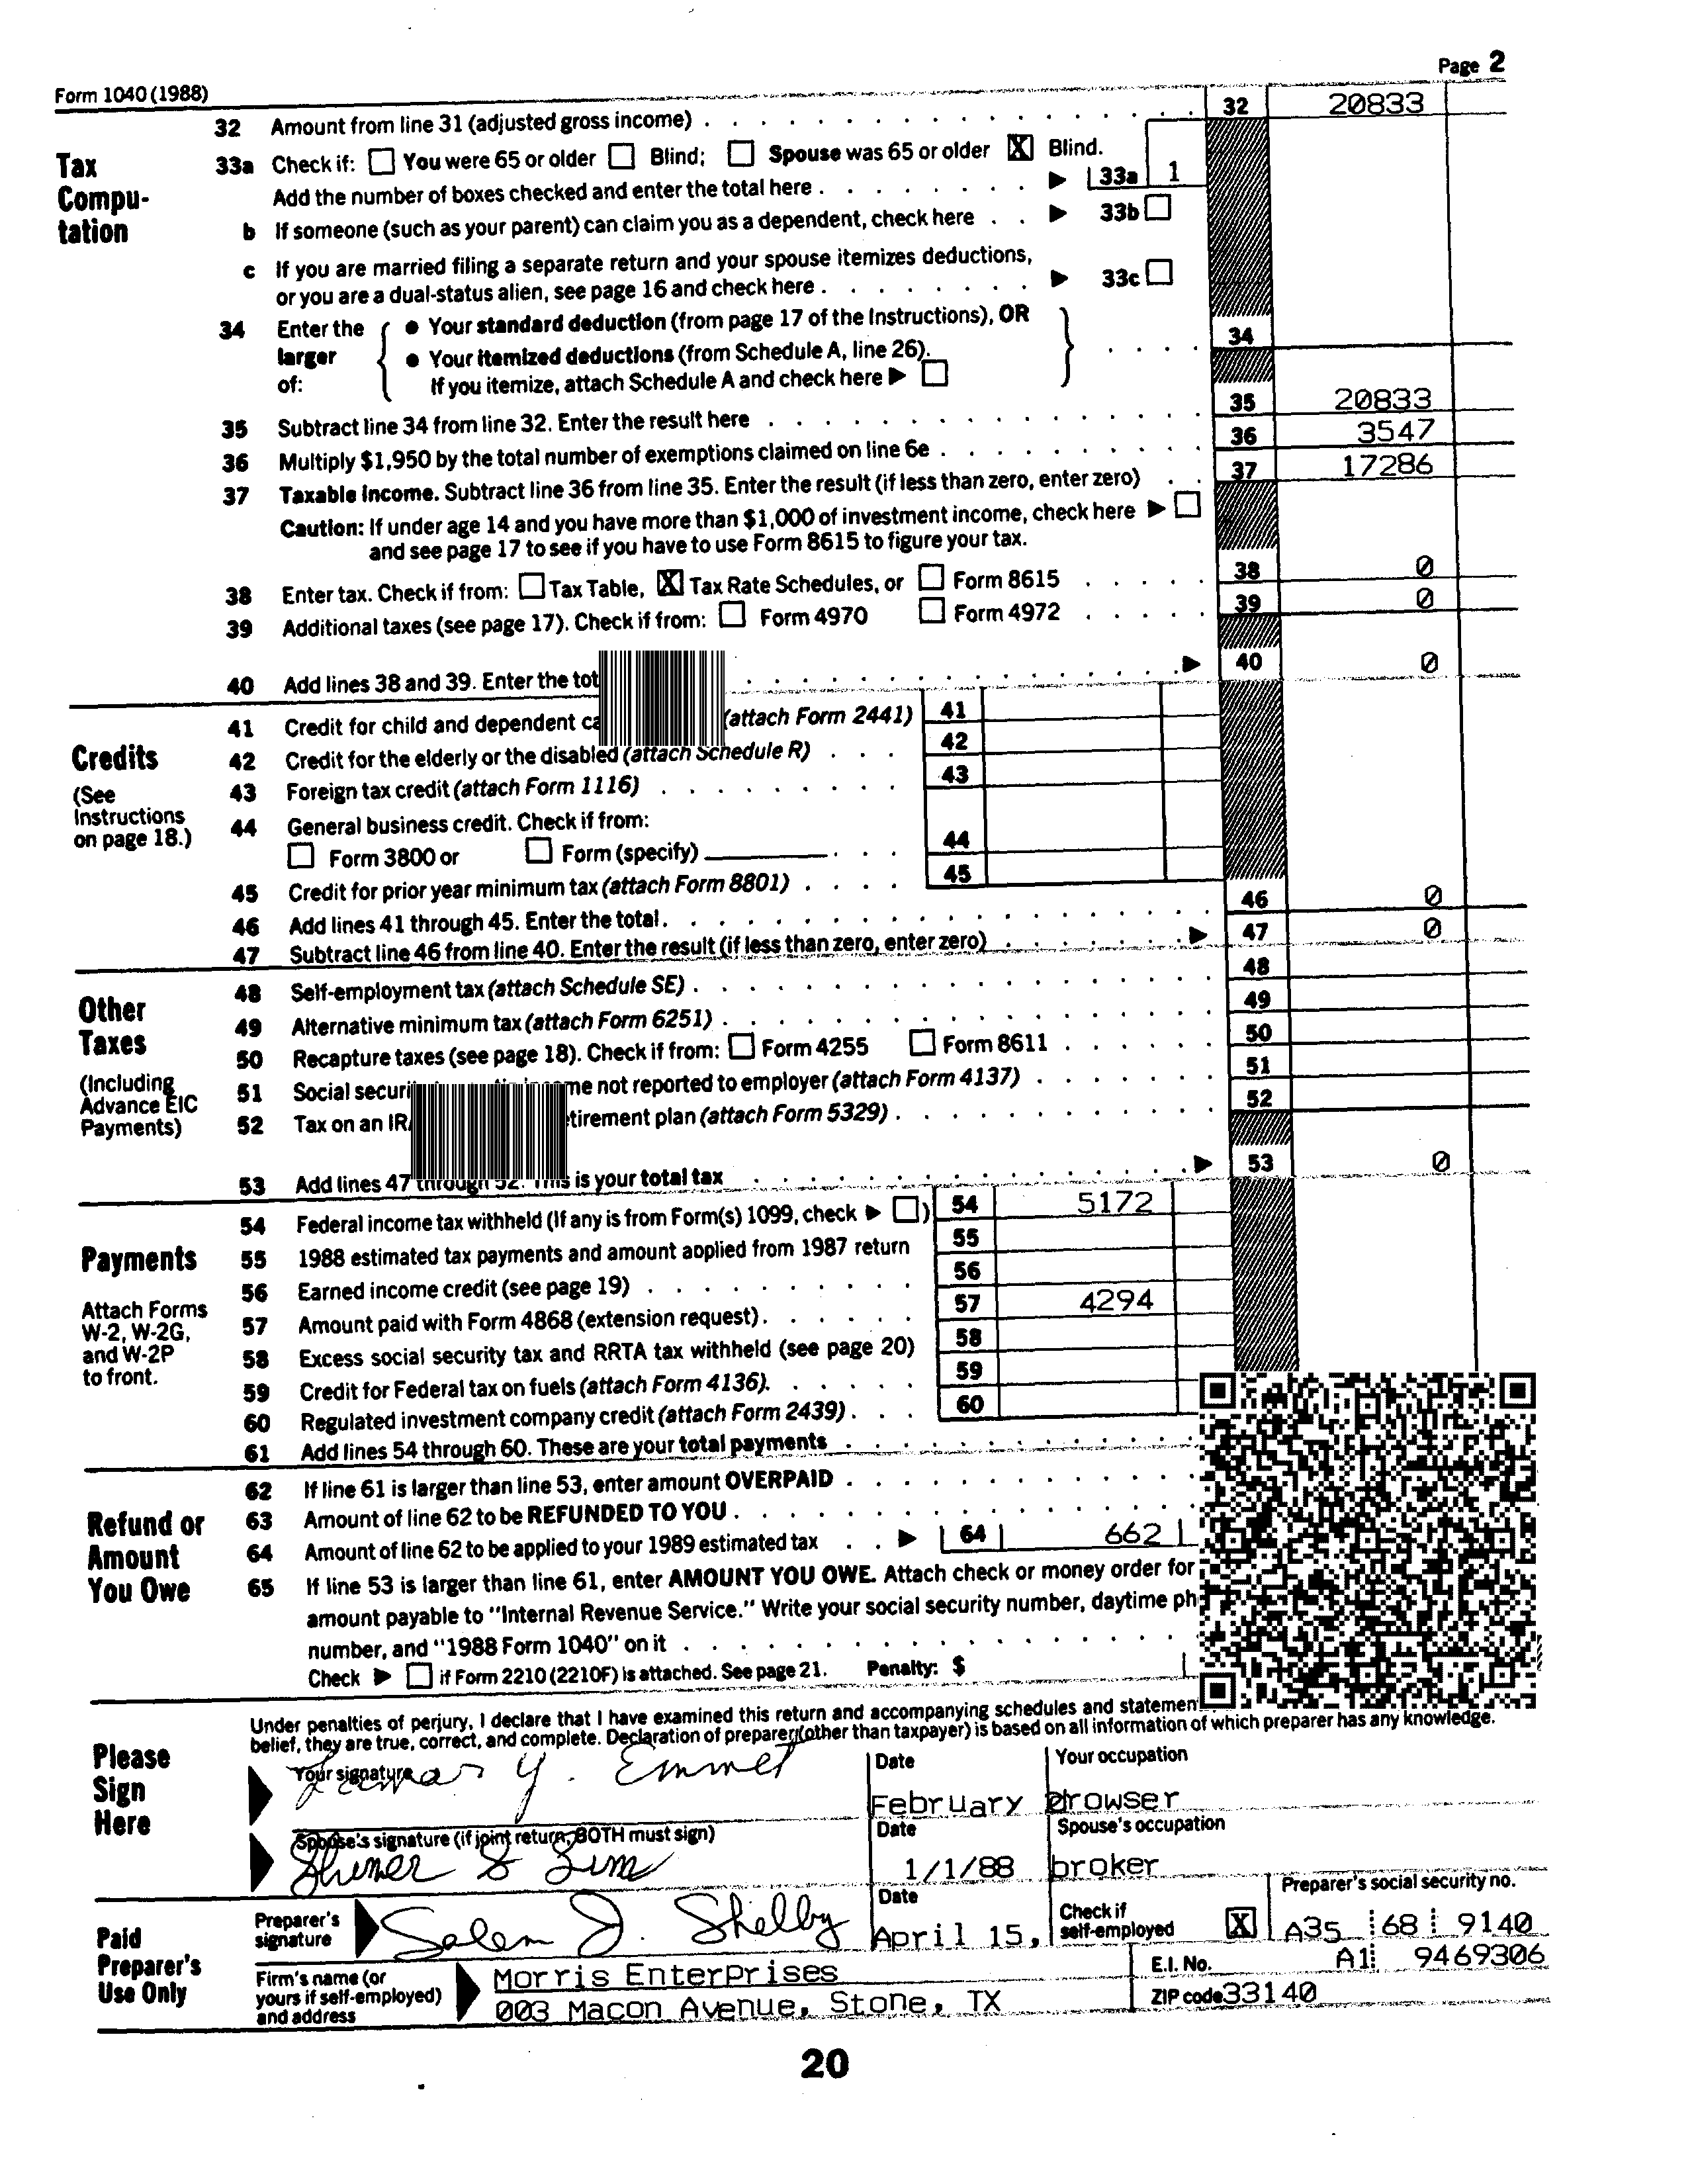 Form 1040 (1988) Page 2
32 Amount from line 31 (adjusted gross income) 32 20833
Tax Compu-tation
33a Check if: You were 65 or older Blind; Spouse was 65 or older X Blind.
Add the number of boxes checked and enter the total here 33a 1
b If someone (such as your parent) can claim you as a dependent, check here 33b
c If you are married filing a separate return and your spouse itemizes deductions,
or you are a dual-status alien, see page 16 and check here 33c
34 Enter the larger of:
• Your standard deduction (from page 17 of the Instructions), OR
• Your itemized deductions (from Schedule A, line 26). 34
If you itemize, attach Schedule A and check here
35 Subtract line 34 from line 32. Enter the result here 35 20833
36 Multiply $1,950 by the total number of exemptions claimed on line 6e 36 3547
37 Taxable income. Subtract line 36 from line 35. Enter the result (if less than zero, enter zero) 37 17286
Caution: If under age 14 and you have more than $1,000 of investment income, check here
and see page 17 to see if you have to use Form 8615 to figure your tax.
38 Enter tax. Check if from: Tax Table, X Tax Rate Schedules, or Form 8615 38 0
39 Additional taxes (see page 17). Check if from: Form 4970 Form 4972 39 0
40 Add lines 38 and 39. Enter the 40 0
Credits
(See Instructions on page 18.)
41 Credit for child and dependent (attach Form 2441) 41
42 Credit for the elderly or the disabled (attach Schedule R) 42
43 Foreign tax credit (attach Form 1116) 43
44 General business credit. Check if from:
Form 3800 or Form (specify) 44
45 Credit for prior year minimum tax (attach Form 8801) 45
46 Add lines 41 through 45. Enter the total 46 0
47 Subtract line 46 from line 40. Enter the result (if less than zero, enter zero) 47 0
Other Taxes
(Including Advance EIC Payments)
48 Self-employment tax (attach Schedule SE) 48
49 Alternative minimum tax (attach Form 6251) 49
50 Recapture taxes (see page 18). Check if from: Form 4255 Form 8611 50
51 Social not reported to employer (attach Form 4137) 51
52 Tax on an plan (attach Form 5329) 52
53 Add lines 47 through 52. This is your total tax 53 0
Payments
Attach Forms W-2, W-2G, and W-2P to front.
54 Federal income tax withheld (If any is from Form(s) 1099, check ) 54 5172
55 1988 estimated tax payments and amount applied from 1987 return 55
56 Earned income credit (see page 19) 56
57 Amount paid with Form 4868 (extension request) 57 4294
58 Excess social security tax and RRTA tax withheld (see page 20) 58
59 Credit for Federal tax on fuels (attach Form 4136) 59
60 Regulated investment company credit (attach Form 2439) 60
61 Add lines 54 through 60. These are your total payments
Refund or Amount You Owe
62 If line 61 is larger than line 53, enter amount OVERPAID
63 Amount of line 62 to be REFUNDED TO YOU
64 Amount of line 62 to be applied to your 1989 estimated tax 64 662
65 If line 53 is larger than line 61, enter AMOUNT YOU OWE. Attach check or money order for
amount payable to "Internal Revenue Service." Write your social security number, daytime
number, and "1988 Form 1040" on it
Check if Form 2210 (2210F) is attached. See page 21. Penalty: $
Under penalties of perjury, I declare that I have examined this return and accompanying schedules and
belief, they are true, correct, and complete. Declaration of preparer (other than taxpayer) is based on all information of which preparer has any knowledge.
Please Sign Here
Your signature Y. Emmet Date February Your occupation browser
Spouse's signature (if joint return, BOTH must sign) Date 1/1/88 Spouse's occupation broker
Paid Preparer's Use Only
Preparer's signature Salem J. Shelby Date April 15, Check if self-employed X Preparer's social security no. A35 68 9140
Firm's name (or yours if self-employed) and address Morris Enterprises E.I. No. A1 9469306
003 Macon Avenue, Stone, TX ZIP code 33140
20